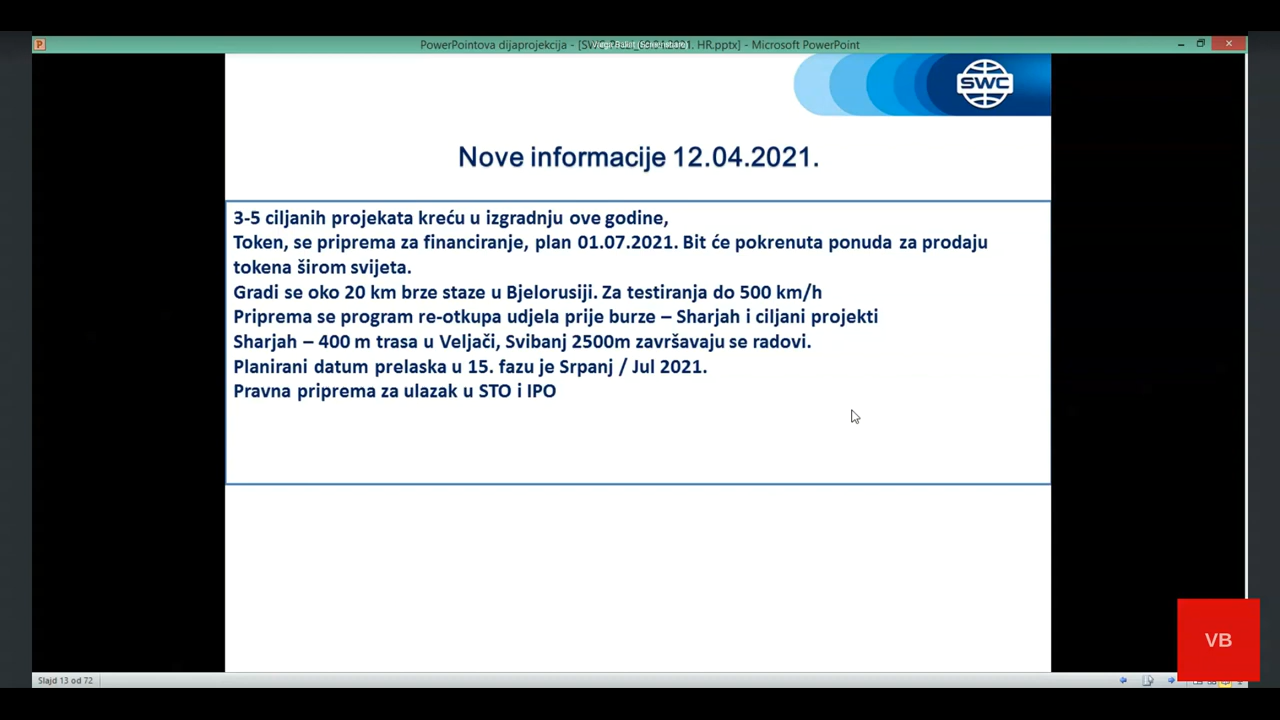 PowerPointova dijaprojekcija - [SWC HR.pptx] - Microsoft PowerPoint
SWC
Nove informacije 12.04.2021.
3-5 ciljanih projekata kreću u izgradnju ove godine,
Token, se priprema za financiranje, plan 01.07.2021. Bit će pokrenuta ponuda za prodaju
tokena širom svijeta.
Gradi se oko 20 km brze staze u Bjelorusiji. Za testiranja do 500 km/h
Priprema se program re-otkupa udjela prije burze – Sharjah i ciljani projekti
Sharjah – 400 m trasa u Veljači, Svibanj 2500m završavaju se radovi.
Planirani datum prelaska u 15. fazu je Srpanj / Jul 2021.
Pravna priprema za ulazak u STO i IPO
VB
Slajd 13 od 72